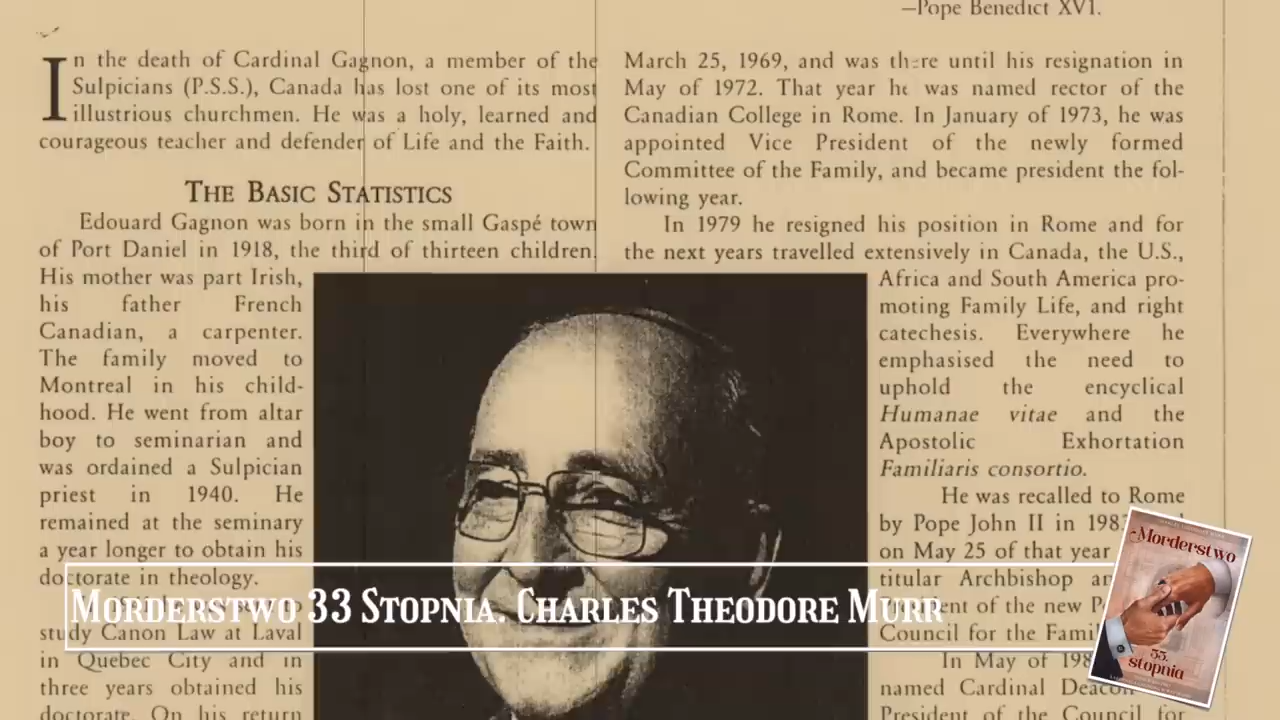 —Pope Benedict XVI.
In the death of Cardinal Gagnon, a member of the
Sulpicians (P.S.S.), Canada has lost one of its most
illustrious churchmen. He was a holy, learned and
courageous teacher and defender of Life and the Faith.
THE BASIC STATISTICS
Edouard Gagnon was born in the small Gaspé town
of Port Daniel in 1918, the third of thirteen children.
His mother was part Irish,
his father French
Canadian, a carpenter.
The family moved to
Montreal in his child-
hood. He went from altar
boy to seminarian and
was ordained a Sulpician
priest in 1940. He
remained at the seminary
a year longer to obtain his
doctorate in theology.
study Canon Law at Laval
in Quebec City and in
three years obtained his
doctorate. On his return
March 25, 1969, and was there until his resignation in
May of 1972. That year he was named rector of the
Canadian College in Rome. In January of 1973, he was
appointed Vice President of the newly formed
Committee of the Family, and became president the fol-
lowing year.
In 1979 he resigned his position in Rome and for
the next years travelled extensively in Canada, the U.S.,
Africa and South America pro-
moting Family Life, and right
catechesis. Everywhere he
emphasised the need to
uphold the encyclical
Humanae vitae and the
Apostolic Exhortation
Familiaris consortio.
He was recalled to Rome
by Pope John II in 198
on May 25 of that year
titular Archbishop an
of the new P
Council for the Famil
In May of 198
named Cardinal Deacon
President of the Council for
MORDERSTWO 33 STOPNIA. CHARLES THEODORE MURR
Morderstwo
33.
stopnia